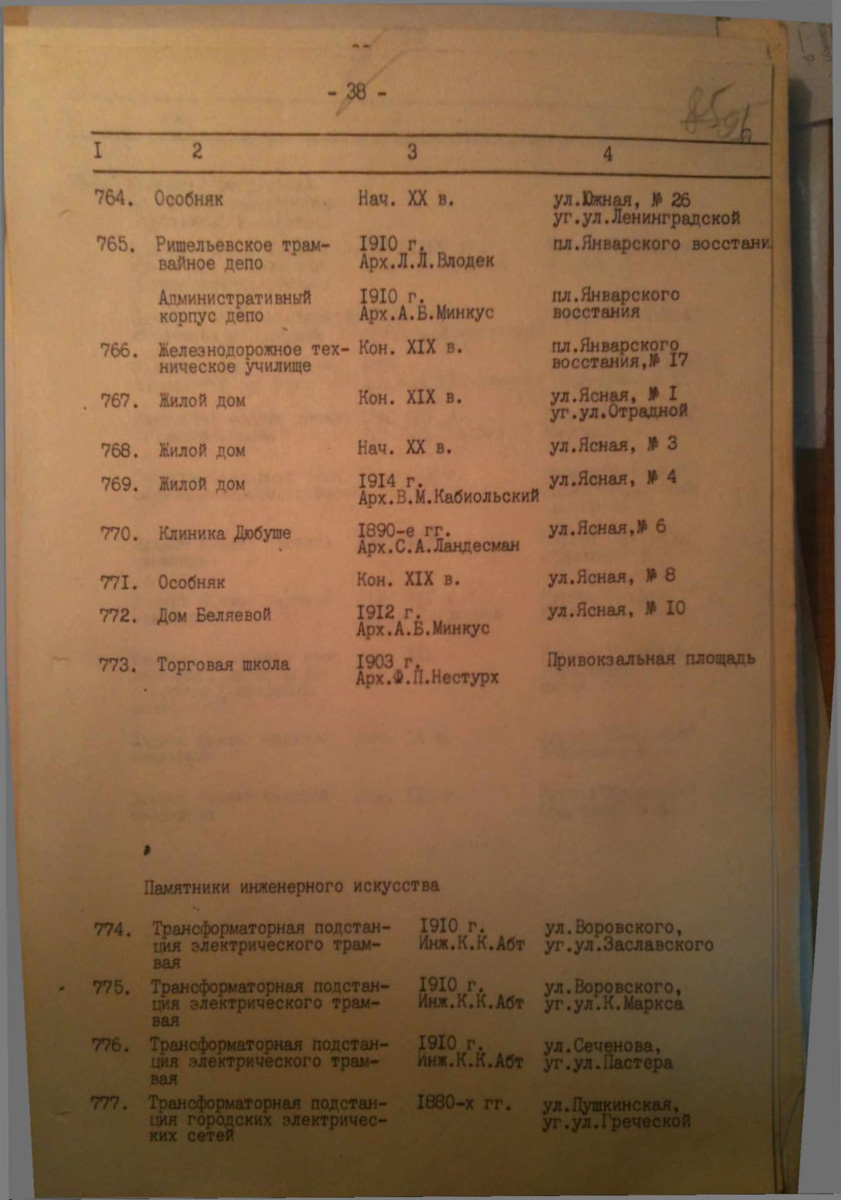 - 38 -
1 2 3 4
764. Особняк Нач. XX в. ул.Южная, № 26
уг.ул.Ленинградской
765. Ришельевское трам- 1910 г. пл.Январского восстани
вайное депо Арх.Л.Л.Влодек
Административный 1910 г. пл.Январского
корпус депо Арх.А.Б.Минкус восстания
766. Железнодорожное тех- Кон. XIX в. пл.Январского
ническое училище восстания,№ 17
767. Жилой дом Кон. XIX в. ул.Ясная, № 1
уг.ул.Отрадной
768. Жилой дом Нач. XX в. ул.Ясная, № 3
769. Жилой дом 1914 г. ул.Ясная, № 4
Арх.В.М.Кабиольский
770. Клиника Дюбуше 1890-е гг. ул.Ясная,№ 6
Арх.С.А.Ландесман
771. Особняк Кон. XIX в. ул.Ясная, № 8
772. Дом Беляевой 1912 г. ул.Ясная, № 10
Арх.А.Б.Минкус
773. Торговая школа 1903 г. Привокзальная площадь
Арх.Ф.П.Нестурх
Памятники инженерного искусства
774. Трансформаторная подстан- 1910 г. ул.Воровского,
ция электрического трам- Инж.К.К.Абт уг.ул.Заславского
вая
775. Трансформаторная подстан- 1910 г. ул.Воровского,
ция электрического трам- Инж.К.К.Абт уг.ул.К.Маркса
вая
776. Трансформаторная подстан- 1910 г. ул.Сеченова,
ция электрического трам- Инж.К.К.Абт уг.ул.Пастера
вая
777. Трансформаторная подстан- 1880-х гг. ул.Пушкинская,
ция городских электричес- уг.ул.Греческой
ких сетей